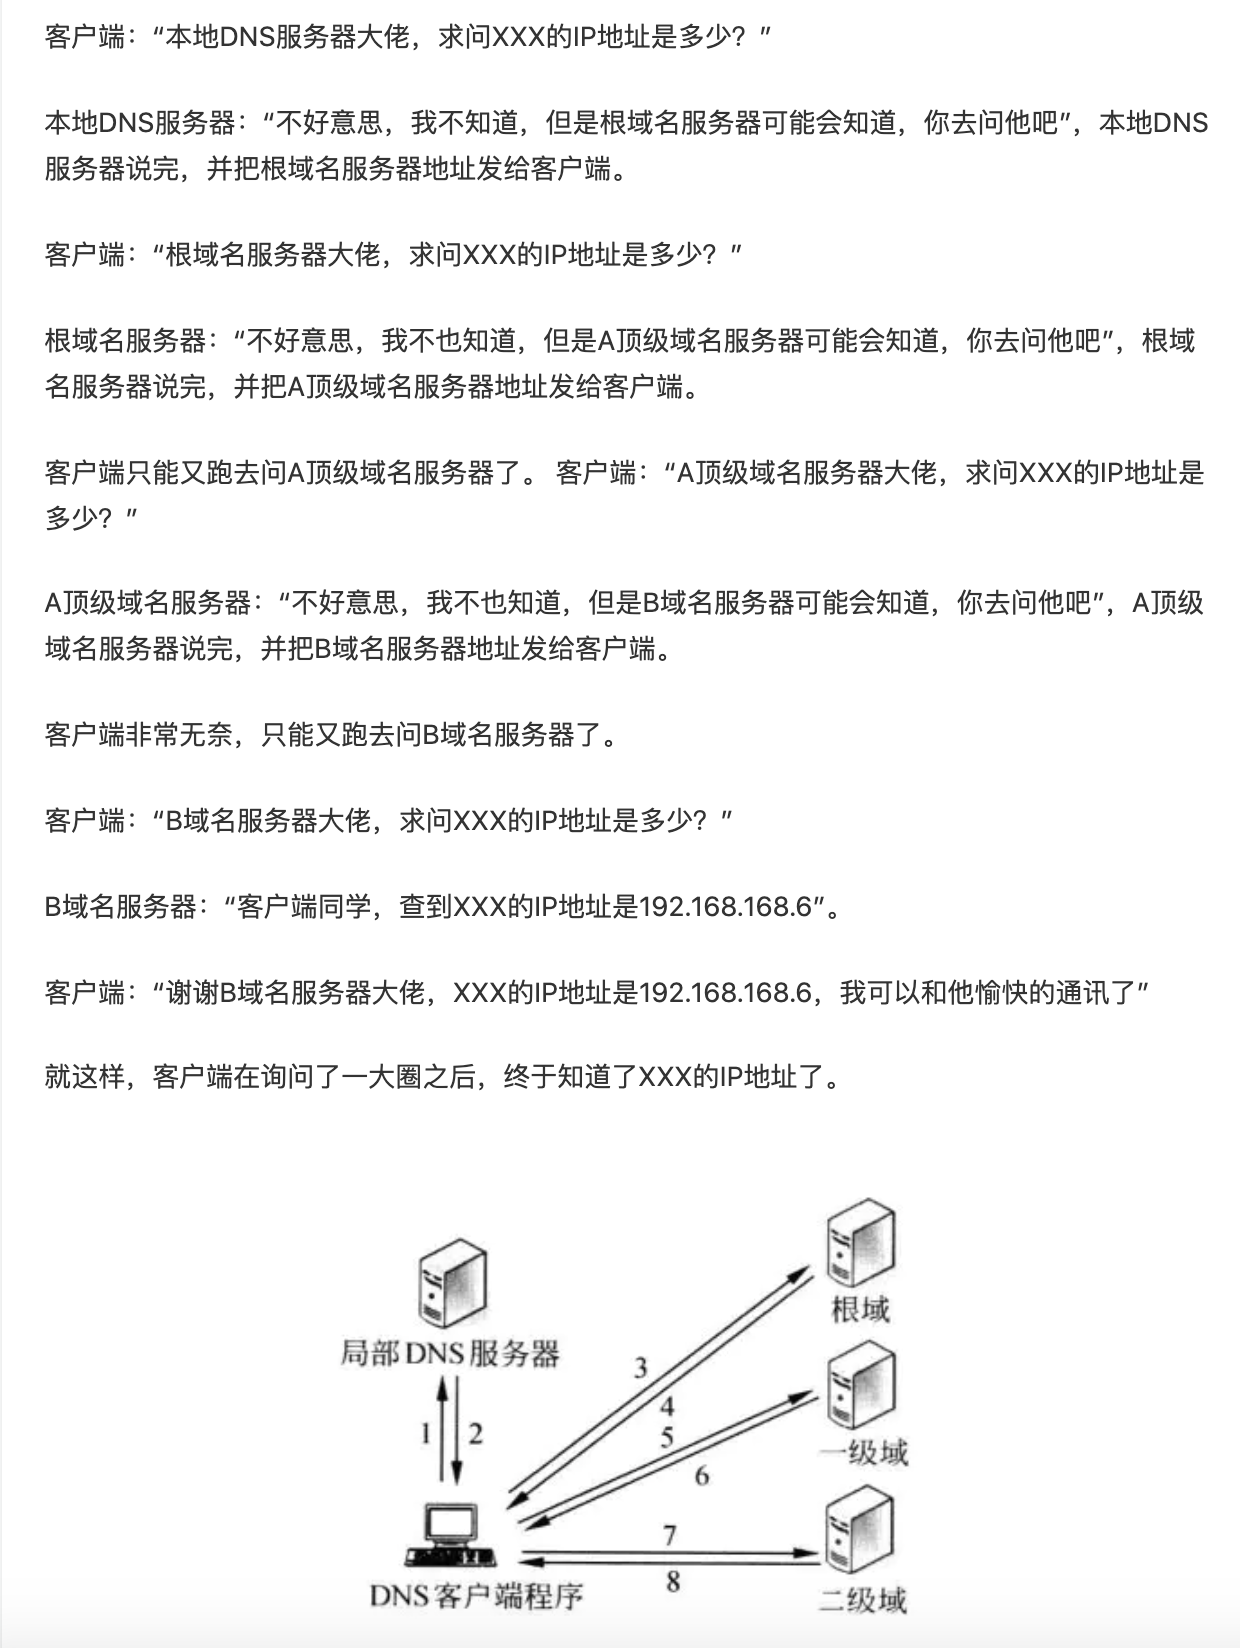 客户端：“本地DNS服务器大佬，求问XXX的IP地址是多少？”
本地DNS服务器：“不好意思，我不知道，但是根域名服务器可能会知道，你去问他吧”，本地DNS
服务器说完，并把根域名服务器地址发给客户端。
客户端：“根域名服务器大佬，求问XXX的IP地址是多少？”
根域名服务器：“不好意思，我不也知道，但是A顶级域名服务器可能会知道，你去问他吧”，根域
名服务器说完，并把A顶级域名服务器地址发给客户端。
客户端只能又跑去问A顶级域名服务器了。 客户端：“A顶级域名服务器大佬，求问XXX的IP地址是
多少？”
A顶级域名服务器：“不好意思，我不也知道，但是B域名服务器可能会知道，你去问他吧”，A顶级
域名服务器说完，并把B域名服务器地址发给客户端。
客户端非常无奈，只能又跑去问B域名服务器了。
客户端：“B域名服务器大佬，求问XXX的IP地址是多少？”
B域名服务器：“客户端同学，查到XXX的IP地址是192.168.168.6”。
客户端：“谢谢B域名服务器大佬，XXX的IP地址是192.168.168.6，我可以和他愉快的通讯了”
就这样，客户端在询问了一大圈之后，终于知道了XXX的IP地址了。
根域
局部DNS服务器
3
4
1
2
5
6
一级域
7
8
DNS客户端程序
二级域